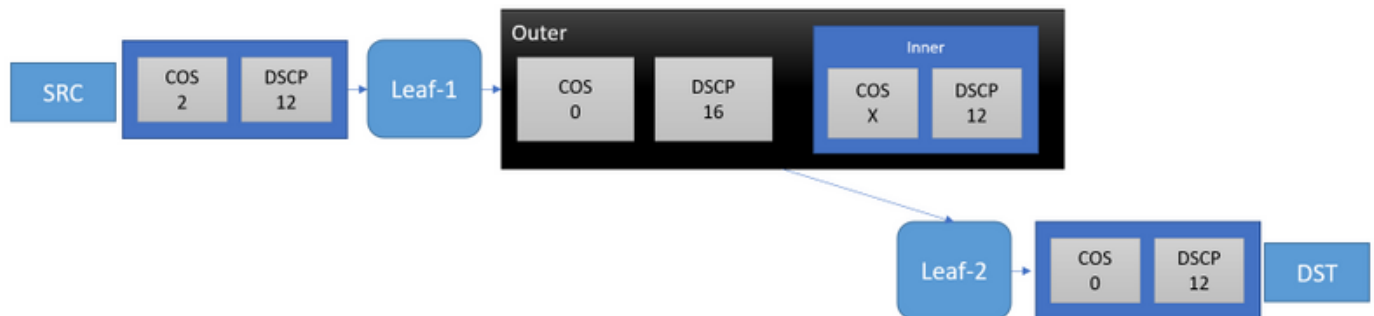 SRC
COS
2
DSCP
12
Leaf-1
Outer
COS
0
DSCP
16
Inner
COS
X
DSCP
12
Leaf-2
COS
0
DSCP
12
DST